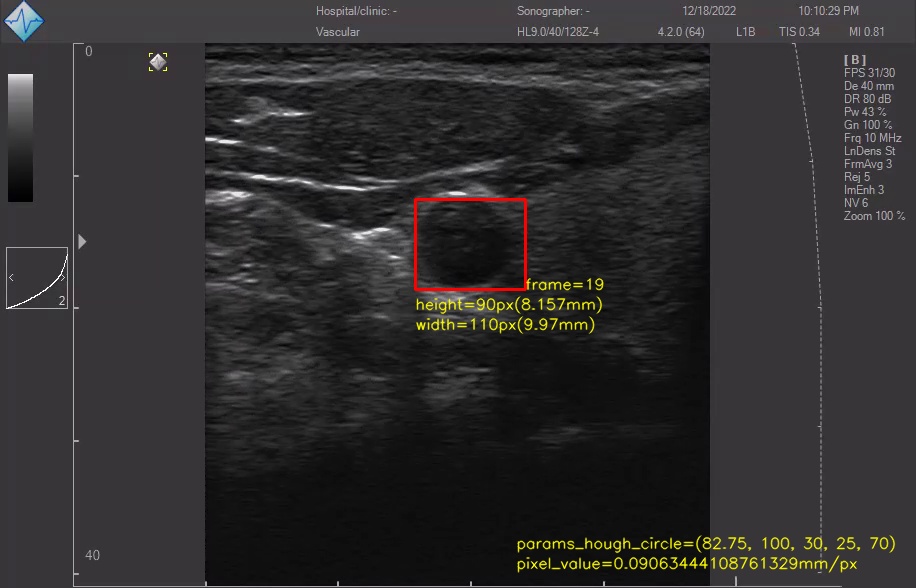 Hospital/clinic: - Sonographer: - 12/18/2022 10:10:29 PM
Vascular HL9.0/40/128Z-4 4.2.0 (64) L1B TIS 0.34 MI 0.81
0
[ B ]
FPS 31/30
De 40 mm
DR 80 dB
Pw 43 %
Gn 100 %
Frq 10 MHz
LnDens St
FrmAvg 3
Rej 5
ImEnh 3
NV 6
Zoom 100 %
2
frame=19
height=90px(8.157mm)
width=110px(9.97mm)
params_hough_circle=(82.75, 100, 30, 25, 70)
40
pixel_value=0.09063444108761329mm/px